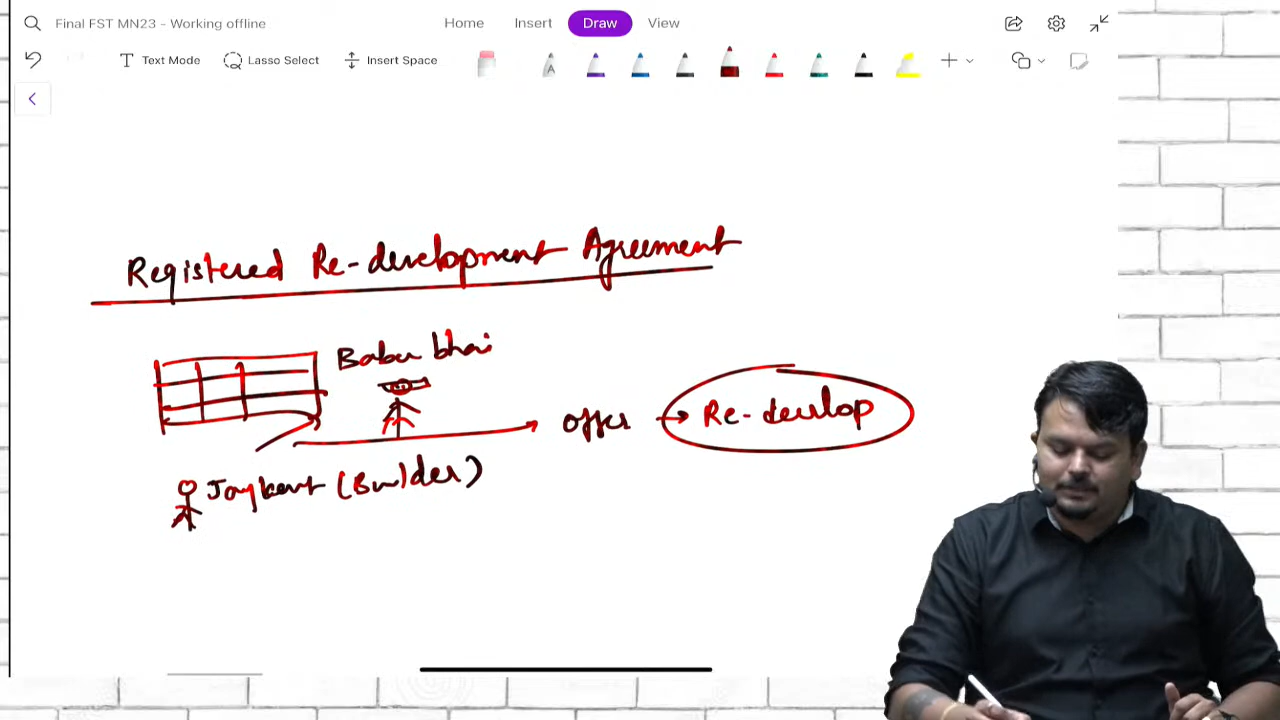 Final FST MN23 - Working offline
Home Insert Draw View
Text Mode Lasso Select Insert Space
A
Registered Re-development Agreement
Babu bhai
offer → Re-develop
Jaykant (Builder)